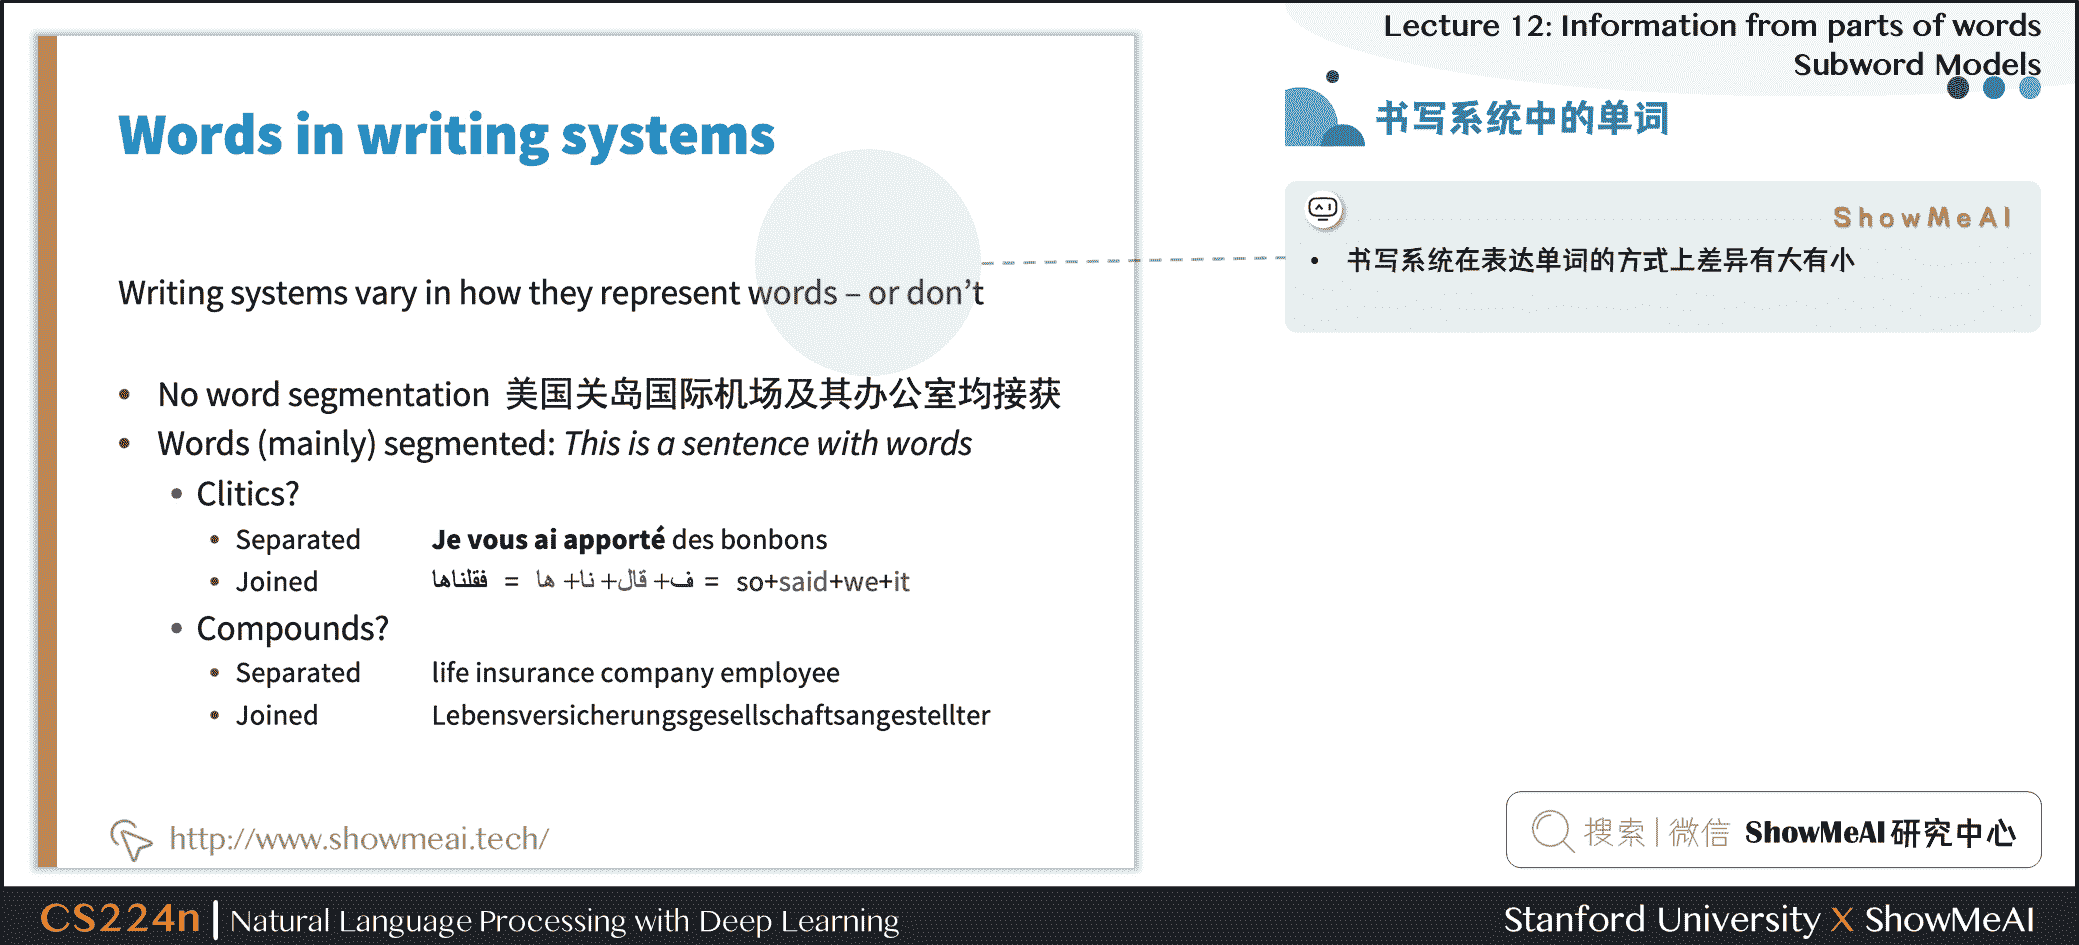 Lecture 12: Information from parts of words
Subword Models
Words in writing systems
Writing systems vary in how they represent words – or don’t
• No word segmentation 美国关岛国际机场及其办公室均接获
• Words (mainly) segmented: This is a sentence with words
• Clitics?
• Separated Je vous ai apporté des bonbons
• Joined فقلناها = ف+ قال+ نا+ ها = so+said+we+it
• Compounds?
• Separated life insurance company employee
• Joined Lebensversicherungsgesellschaftsangestellter
http://www.showmeai.tech/
书写系统中的单词
ShowMeAI
• 书写系统在表达单词的方式上差异有大有小
搜索 | 微信 ShowMeAI 研究中心
CS224n | Natural Language Processing with Deep Learning
Stanford University X ShowMeAI